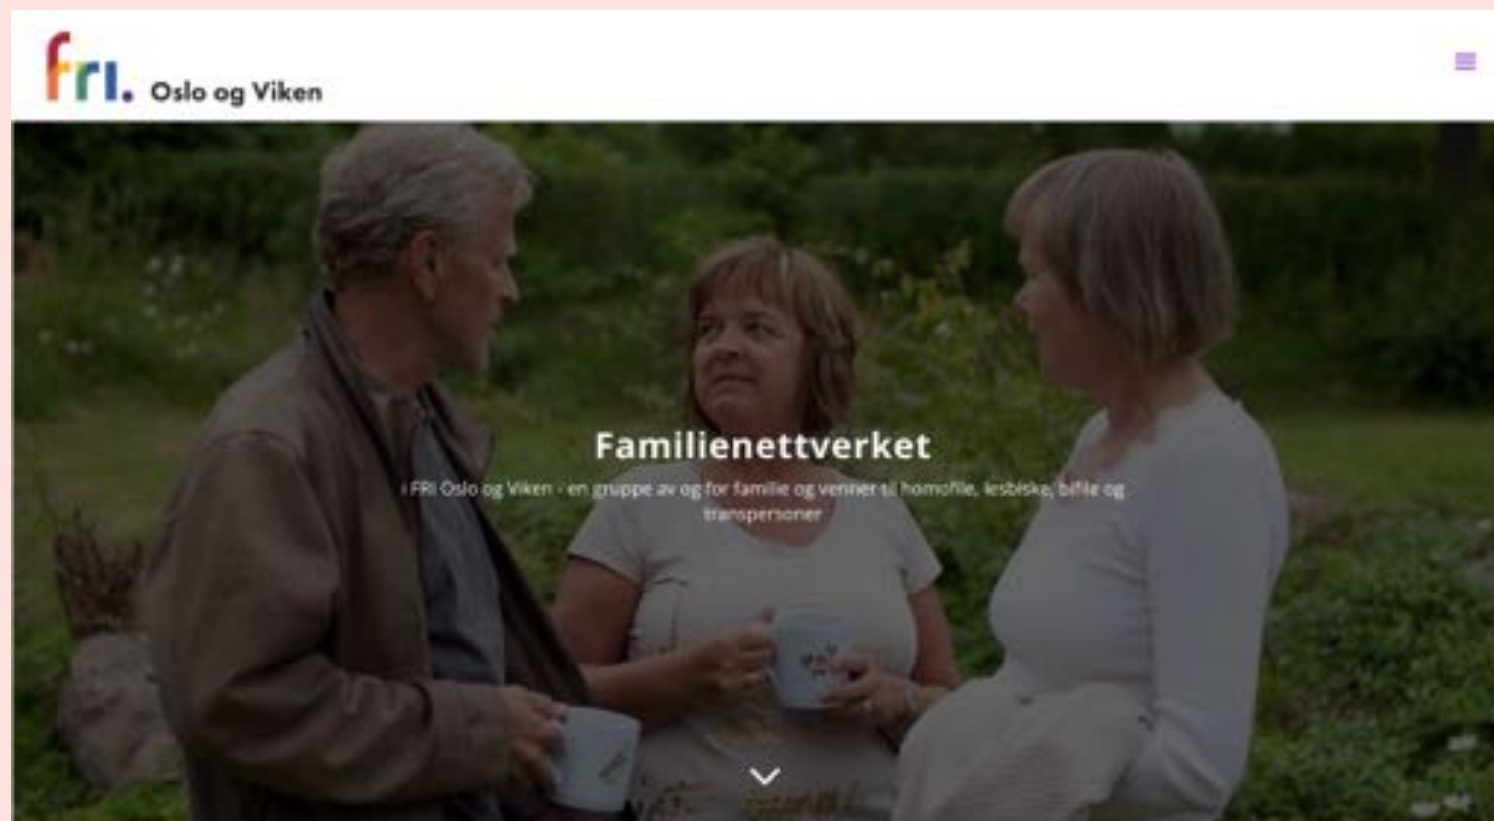 fri. Oslo og Viken
Familienettverket
i FRI Oslo og Viken - en gruppe av og for familie og venner til homofile, lesbiske, bifile og
transpersoner